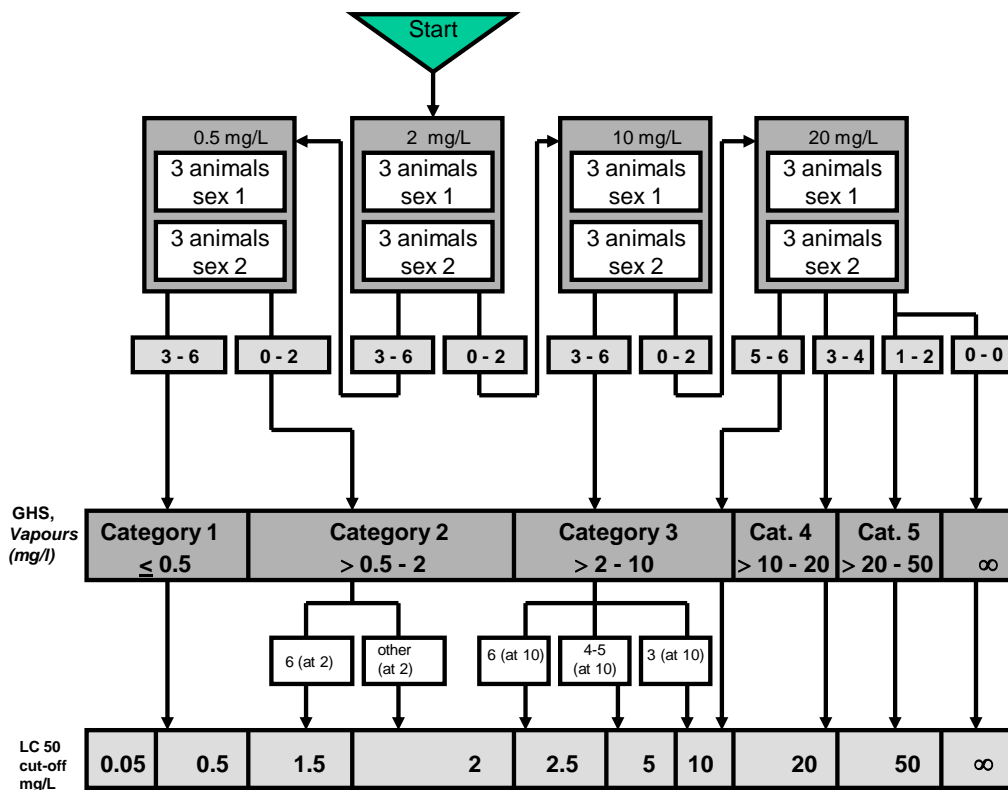 Start
0.5 mg/L
3 animals
sex 1
3 animals
sex 2
2 mg/L
3 animals
sex 1
3 animals
sex 2
10 mg/L
3 animals
sex 1
3 animals
sex 2
20 mg/L
3 animals
sex 1
3 animals
sex 2
3 - 6
0 - 2
3 - 6
0 - 2
3 - 6
0 - 2
5 - 6
3 - 4
1 - 2
0 - 0
GHS,
Vapours
(mg/l)
Category 1
≤ 0.5
Category 2
> 0.5 - 2
Category 3
> 2 - 10
Cat. 4
> 10 - 20
Cat. 5
> 20 - 50
∞
6 (at 2)
other
(at 2)
6 (at 10)
4-5
(at 10)
3 (at 10)
LC 50
cut-off
mg/L
0.05
0.5
1.5
2
2.5
5
10
20
50
∞